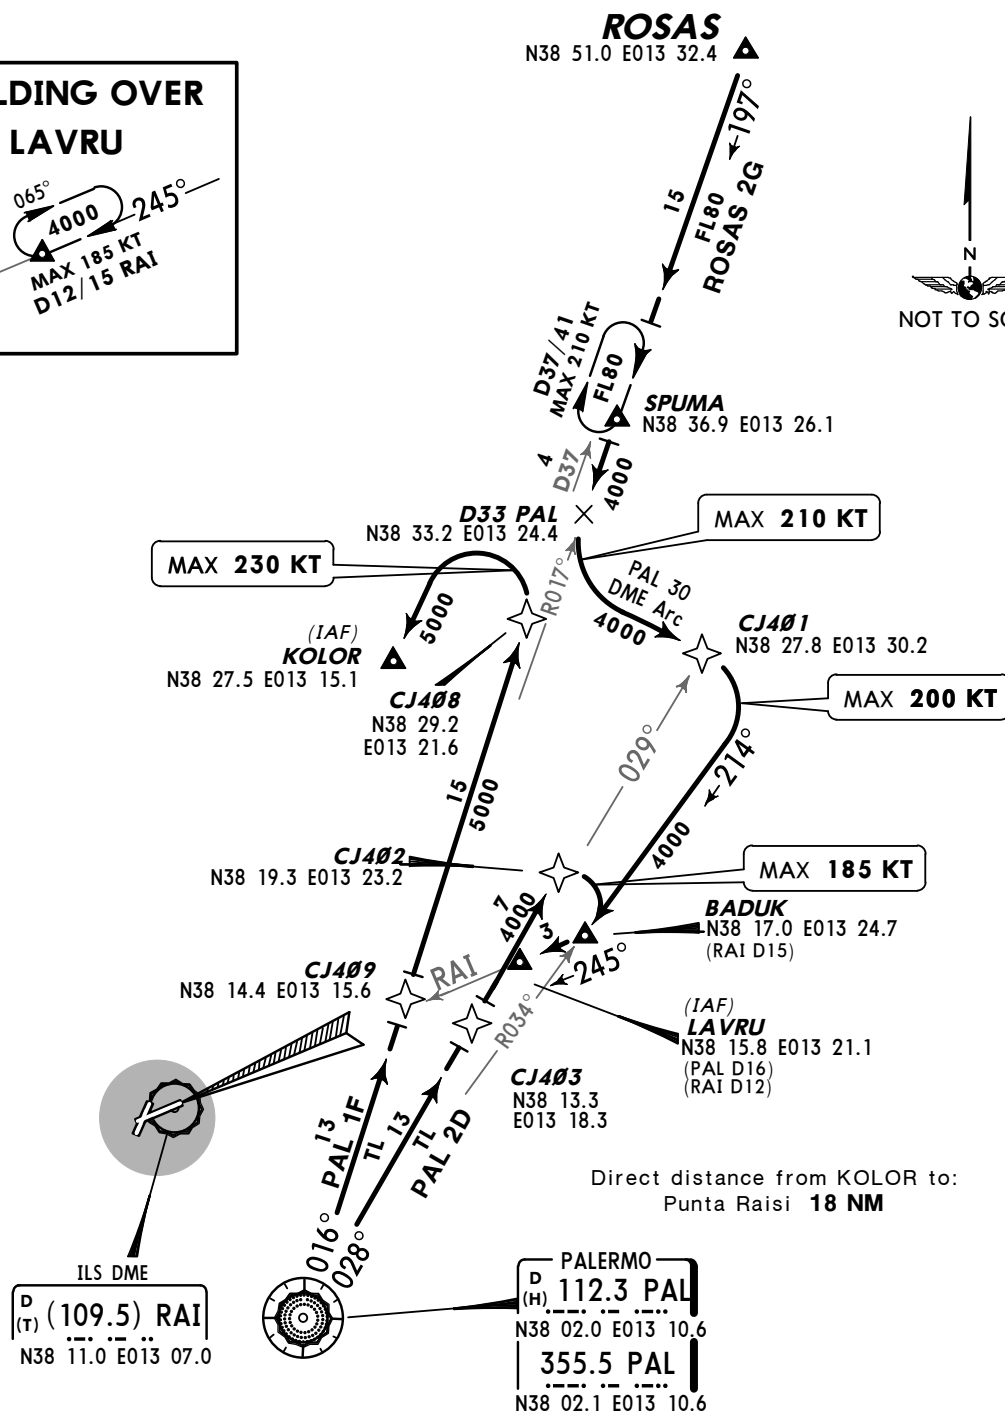 ROSAS
N38 51.0 E013 32.4
LDING OVER
LAVRU
065°
4000
245°
MAX 185 KT
D12/15 RAI
197°
15
FL80
ROSAS 2G
N
NOT TO SC
D37/41
MAX 210 KT
FL80
SPUMA
N38 36.9 E013 26.1
4
D37
4000
D33 PAL
N38 33.2 E013 24.4
MAX 210 KT
MAX 230 KT
R017°
PAL 30
DME Arc
4000
5000
(IAF)
KOLOR
N38 27.5 E013 15.1
CJ4Ø1
N38 27.8 E013 30.2
CJ4Ø8
N38 29.2
E013 21.6
MAX 200 KT
029°
214°
15
5000
4000
CJ4Ø2
N38 19.3 E013 23.2
MAX 185 KT
7
4000
3
BADUK
N38 17.0 E013 24.7
(RAI D15)
245°
CJ4Ø9
N38 14.4 E013 15.6
RAI
R034°
(IAF)
LAVRU
N38 15.8 E013 21.1
(PAL D16)
(RAI D12)
CJ4Ø3
N38 13.3
E013 18.3
13
PAL 1F
TL
13
TL
PAL 2D
016°
028°
Direct distance from KOLOR to:
Punta Raisi 18 NM
ILS DME
D
(T) (109.5) RAI
N38 11.0 E013 07.0
PALERMO
D
(H) 112.3 PAL
N38 02.0 E013 10.6
355.5 PAL
N38 02.1 E013 10.6